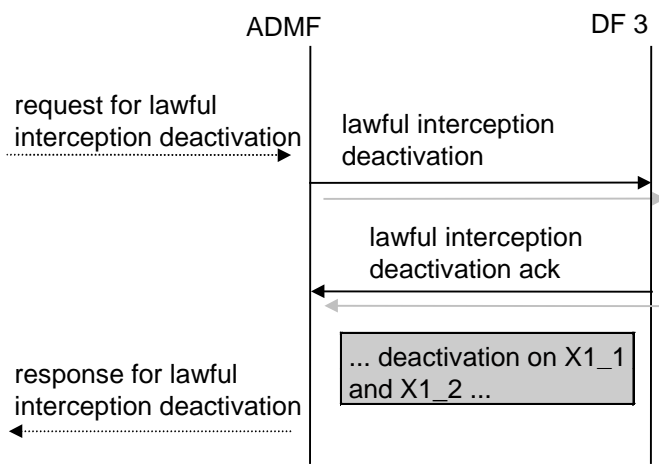 ADMF
DF 3
request for lawful
interception deactivation
lawful interception
deactivation
lawful interception
deactivation ack
... deactivation on X1_1
and X1_2 ...
response for lawful
interception deactivation